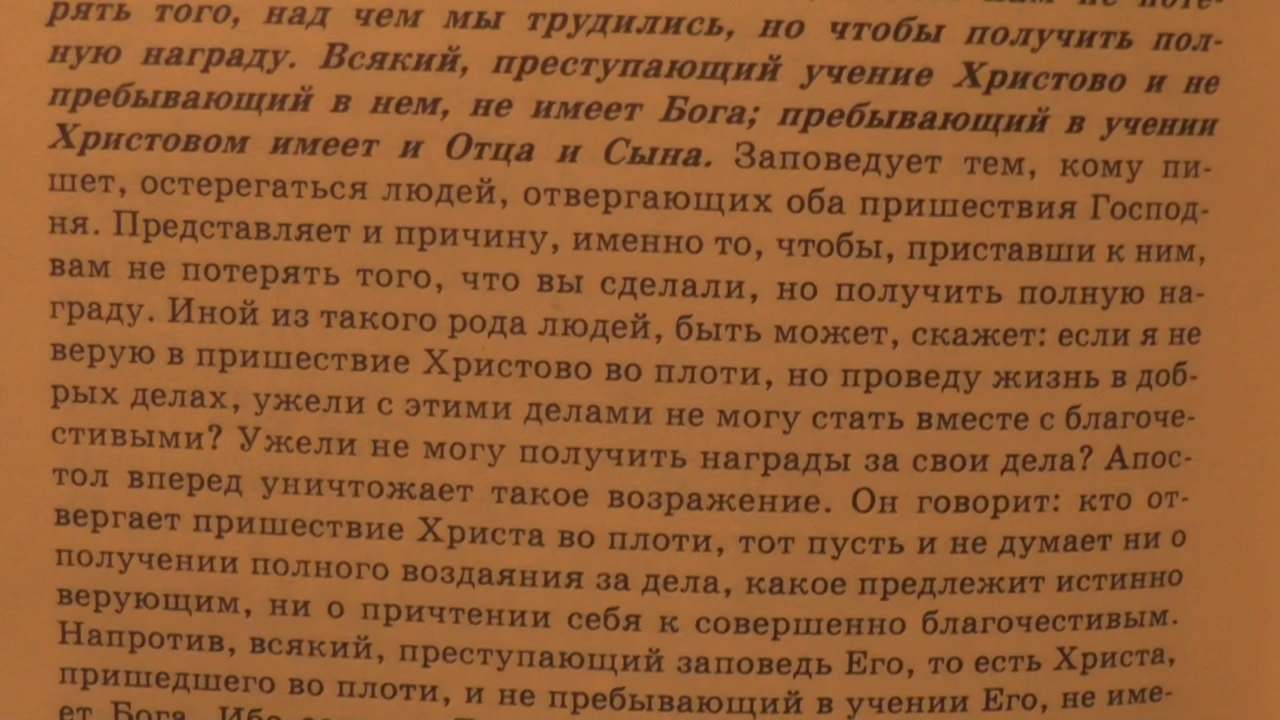 нам не поте-
рять того, над чем мы трудились, но чтобы получить пол-
ную награду. Всякий, преступающий учение Христово и не
пребывающий в нем, не имеет Бога; пребывающий в учении
Христовом имеет и Отца и Сына. Заповедует тем, кому пи-
шет, остерегаться людей, отвергающих оба пришествия Господ-
ня. Представляет и причину, именно то, чтобы, приставши к ним,
вам не потерять того, что вы сделали, но получить полную на-
граду. Иной из такого рода людей, быть может, скажет: если я не
верую в пришествие Христово во плоти, но проведу жизнь в доб-
рых делах, ужели с этими делами не могу стать вместе с благоче-
стивыми? Ужели не могу получить награды за свои дела? Апос-
тол вперед уничтожает такое возражение. Он говорит: кто от-
вергает пришествие Христа во плоти, тот пусть и не думает ни о
получении полного воздаяния за дела, какое предлежит истинно
верующим, ни о причтении себя к совершенно благочестивым.
Напротив, всякий, преступающий заповедь Его, то есть Христа,
пришедшего во плоти, и не пребывающий в учении Его, не име-
ет Бога. Ибо